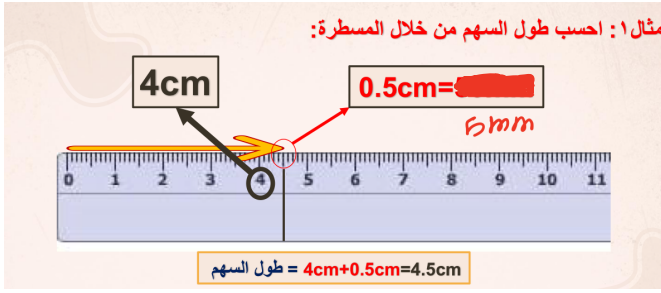 مثال١: احسب طول السهم من خلال المسطرة:
4cm
0.5cm=
5mm
0 1 2 3 4 5 6 7 8 9 10 11
4cm+0.5cm=4.5cm = طول السهم